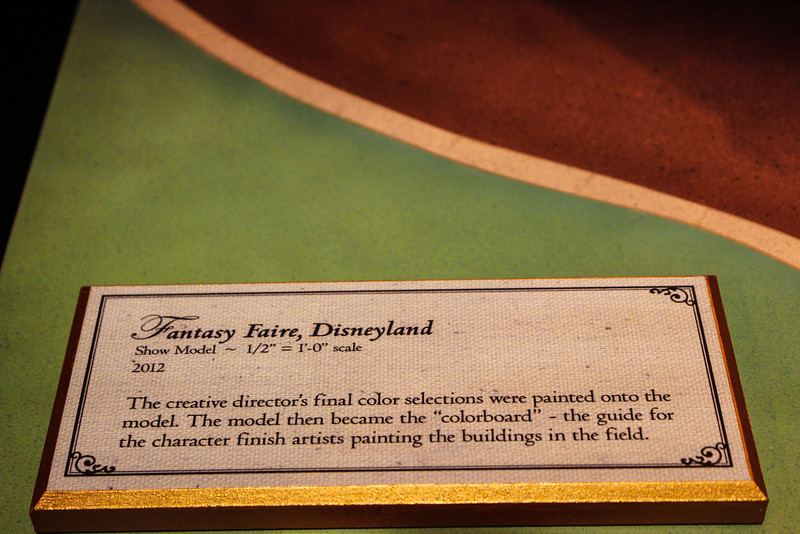 Fantasy Faire, Disneyland
Show Model ~ 1/2" = 1'-0" scale
2012
The creative director's final color selections were painted onto the
model. The model then became the "colorboard" - the guide for
the character finish artists painting the buildings in the field.